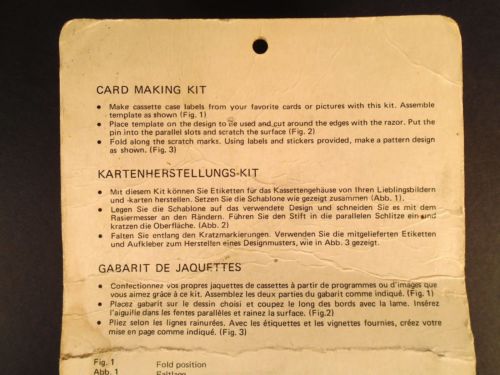 CARD MAKING KIT
• Make cassette case labels from your favorite cards or pictures with this kit. Assemble
template as shown (Fig. 1)
• Place template on the design to be used and cut around the edges with the razor. Put the
pin into the parallel slots and scratch the surface (Fig. 2)
• Fold along the scratch marks. Using labels and stickers provided, make a pattern design
as shown. (Fig. 3)
KARTENHERSTELLUNGS-KIT
• Mit diesem Kit können Sie Etiketten für das Kassettengehäuse von Ihren Lieblingsbildern
und -karten herstellen. Setzen Sie die Schablone wie gezeigt zusammen (Abb. 1).
• Legen Sie die Schablone auf das verwendete Design und schneiden Sie es mit dem
Rasiermesser an den Rändern. Führen Sie den Stift in die parallelen Schlitze ein und
kratzen die Oberfläche. (Abb. 2)
• Falten Sie entlang den Kratzmarkierungen. Verwenden Sie die mitgelieferten Etiketten
und Aufkleber zum Herstellen eines Designmusters, wie in Abb. 3 gezeigt.
GABARIT DE JAQUETTES
• Confectionnez vos propres jaquettes de cassettes à partir de programmes ou d'images que
vous aimez grâce à ce kit. Assemblez les deux parties du gabarit comme indiqué. (Fig. 1)
• Placez gabarit sur le dessin choisi et coupez le long des bords avec la lame. Insérez
l'aiguille dans les fentes parallèles et rainez la surface. (Fig.2)
• Pliez selon les lignes rainurées. Avec les étiquettes et les vignettes fournies, créez votre
mise en page comme indiqué. (Fig. 3)
Fig. 1 Fold position
Abb. 1 Faltlage